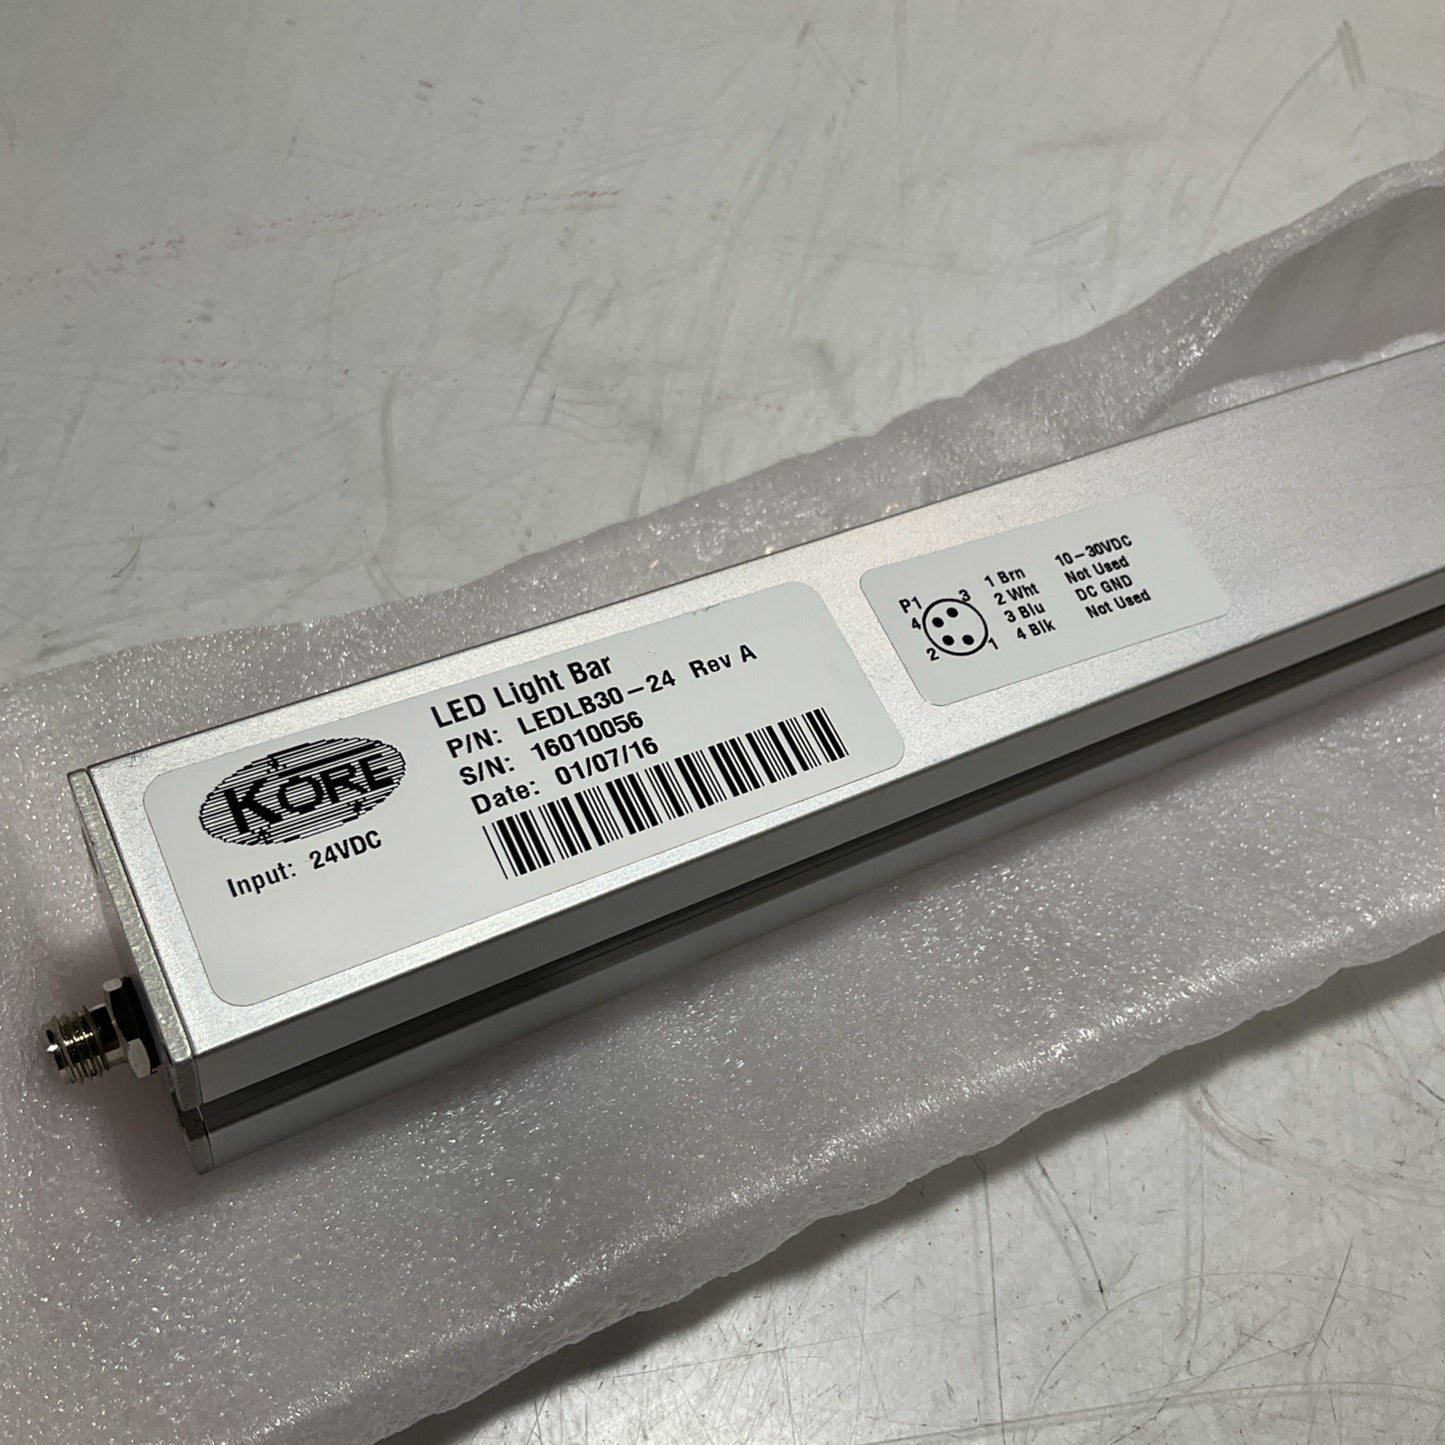 KORE
Input: 24VDC
LED Light Bar
P/N: LEDLB30-24 Rev A
S/N: 16010056
Date: 01/07/16
P1
3
4
2
1
1 Brn 10-30VDC
2 Wht Not Used
3 Blu DC GND
4 Blk Not Used